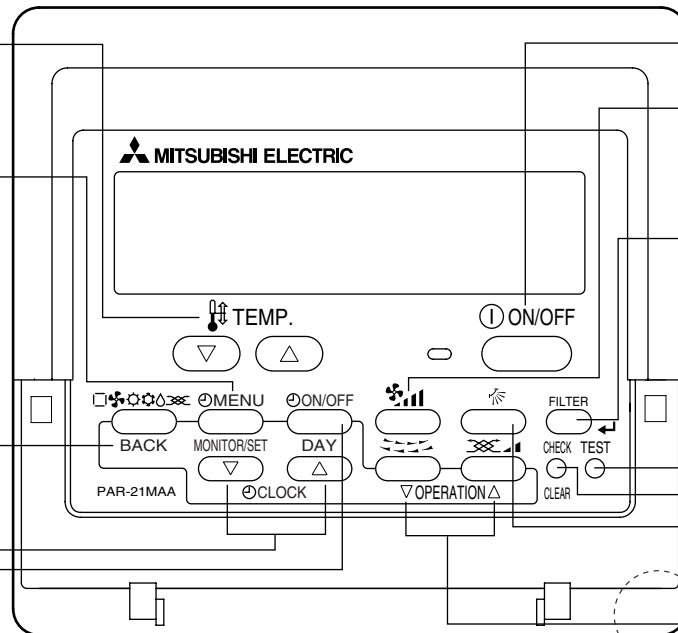 MITSUBISHI ELECTRIC
TEMP.
ON/OFF
MENU ON/OFF
FILTER
BACK MONITOR/SET DAY
CHECK TEST
PAR-21MAA
CLOCK
OPERATION
CLEAR